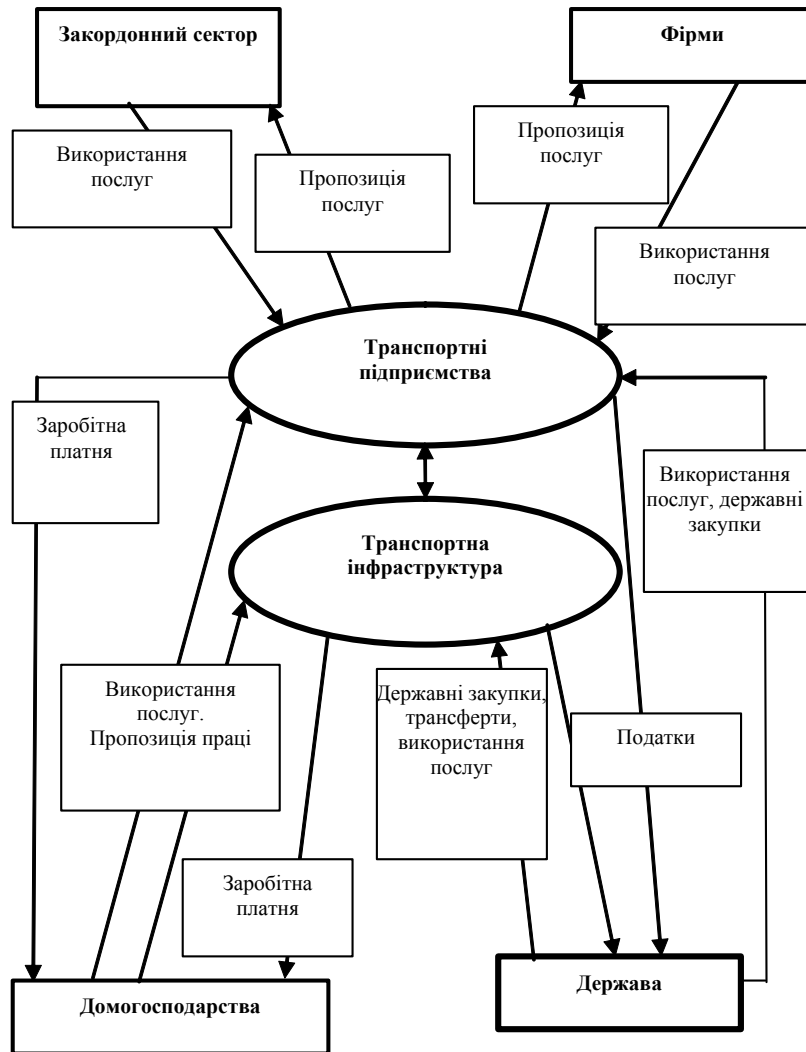 Закордонний сектор
Фірми
Використання
послуг
Пропозиція
послуг
Пропозиція
послуг
Використання
послуг
Транспортні
підприємства
Заробітна
платня
Використання
послуг, державні
закупки
Транспортна
інфраструктура
Використання
послуг.
Пропозиція праці
Державні закупки,
трансферти,
використання
послуг
Податки
Заробітна
платня
Домогосподарства
Держава